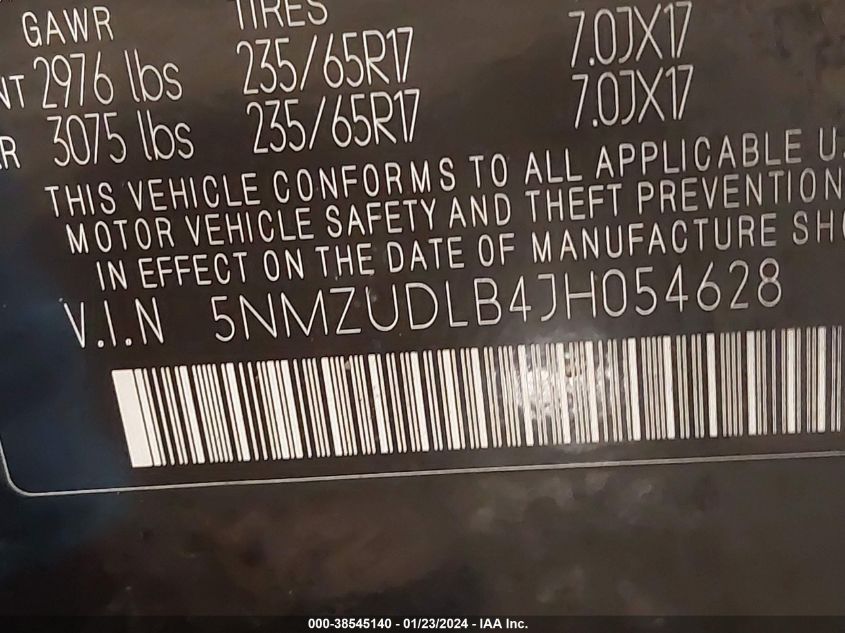 GAWR TIRES
NT 2976 lbs 235/65R17 7.0JX17
R 3075 lbs 235/65R17 7.0JX17
THIS VEHICLE CONFORMS TO ALL APPLICABLE U.
MOTOR VEHICLE SAFETY AND THEFT PREVENTION
IN EFFECT ON THE DATE OF MANUFACTURE SHO
V.I.N 5NMZUDLB4JH054628
000-38545140 - 01/23/2024 - IAA Inc.